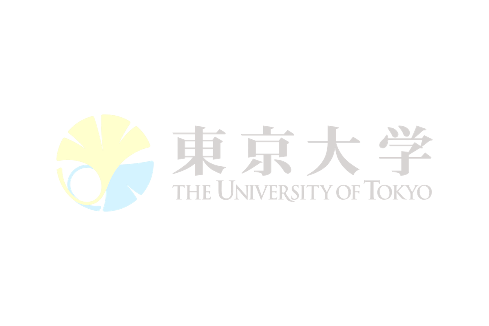 東京大学
THE UNIVERSITY OF TOKYO